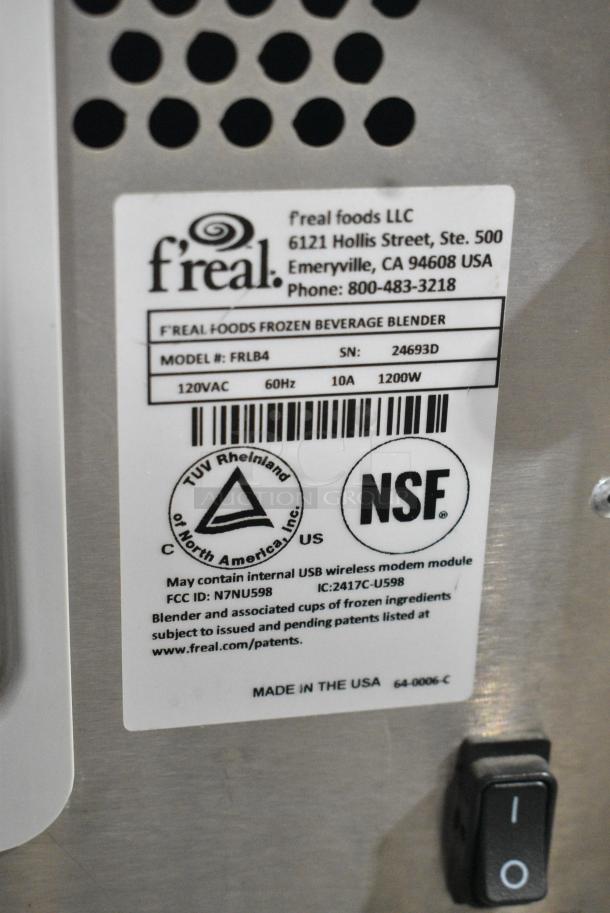 f'real.
f'real foods LLC
6121 Hollis Street, Ste. 500
Emeryville, CA 94608 USA
Phone: 800-483-3218
F'REAL FOODS FROZEN BEVERAGE BLENDER
MODEL #: FRLB4 SN: 24693D
120VAC 60Hz 10A 1200W
TUV Rheinland
of North America, Inc.
C US
NSF®
AUCTION GROUP
May contain internal USB wireless modem module
FCC ID: N7NU598 IC:2417C-U598
Blender and associated cups of frozen ingredients
subject to issued and pending patents listed at
www.freal.com/patents.
MADE IN THE USA 64-0006-C